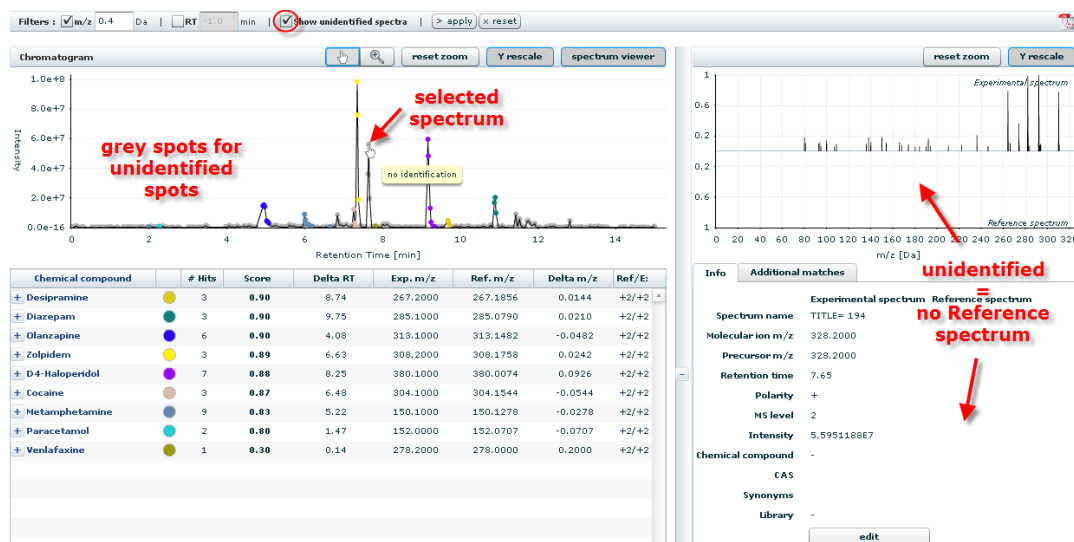 Filters : m/z 0.4 Da | RT -1.0 min | Show unidentified spectra | > apply x reset
Chromatogram reset zoom Y rescale spectrum viewer
1.0e+8
8.0e+7
6.0e+7
4.0e+7
2.0e+7
0.0e-16
Intensity
grey spots for
unidentified
spots
selected
spectrum
no identification
0 2 4 6 8 10 12 14
Retention Time [min]
Chemical compound # Hits Score Delta RT Exp. m/z Ref. m/z Delta m/z Ref/E:
+ Desipramine 3 0.90 8.74 267.2000 267.1856 0.0144 +2/+2
+ Diazepam 3 0.90 9.75 285.1000 285.0790 0.0210 +2/+2
+ Olanzapine 6 0.90 4.08 313.1000 313.1482 -0.0482 +2/+2
+ Zolpidem 3 0.89 6.63 308.2000 308.1758 0.0242 +2/+2
+ D4-Haloperidol 7 0.88 8.25 380.1000 380.0074 0.0926 +2/+2
+ Cocaine 3 0.87 6.48 304.1000 304.1544 -0.0544 +2/+2
+ Metamphetamine 9 0.83 5.22 150.1000 150.1278 -0.0278 +2/+2
+ Paracetamol 2 0.80 1.47 152.0000 152.0707 -0.0707 +2/+2
+ Venlafaxine 1 0.30 0.14 278.2000 278.0000 0.2000 +2/+2
reset zoom Y rescale
Experimental spectrum
1
0.6
0.2
0.2
0.6
1
Reference spectrum
0 20 40 60 80 100 120 140 160 180 200 220 240 260 280 300 320
m/z [Da]
unidentified
=
no Reference
spectrum
Info Additional matches
Experimental spectrum Reference spectrum
Spectrum name TITLE= 194
Molecular ion m/z 328.2000
Precursor m/z 328.2000
Retention time 7.65
Polarity +
MS level 2
Intensity 5.5951188E7
Chemical compound -
CAS
Synonyms
Library -
edit